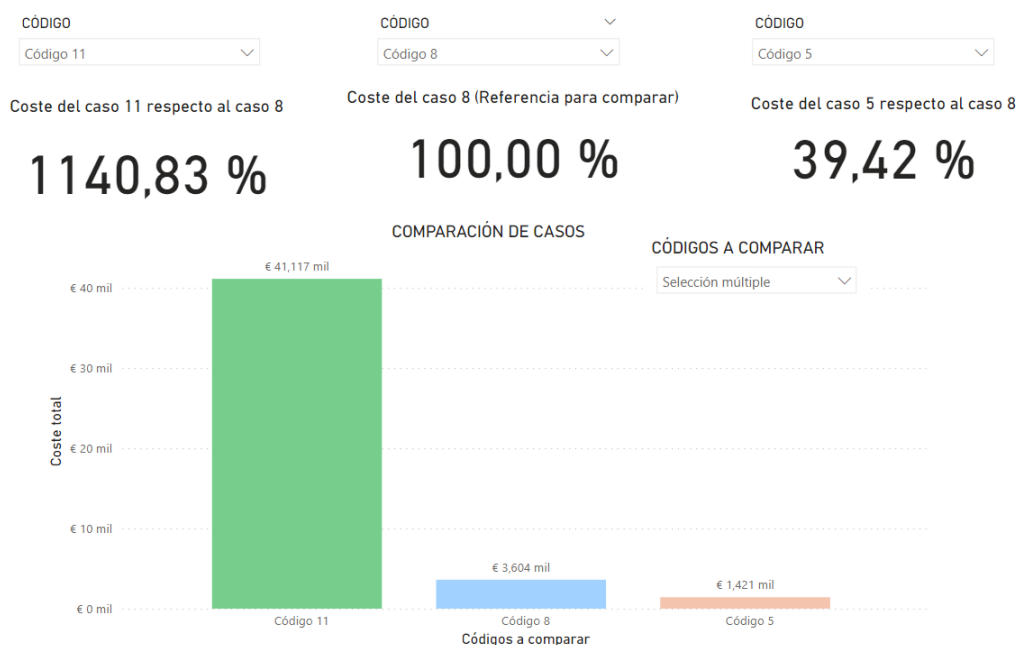 CÓDIGO
Código 11
CÓDIGO
Código 8
CÓDIGO
Código 5
Coste del caso 11 respecto al caso 8
1140,83 %
Coste del caso 8 (Referencia para comparar)
100,00 %
Coste del caso 5 respecto al caso 8
39,42 %
COMPARACIÓN DE CASOS
CÓDIGOS A COMPARAR
Selección múltiple
Coste total
€ 40 mil
€ 30 mil
€ 20 mil
€ 10 mil
€ 0 mil
€ 41,117 mil
€ 3,604 mil
€ 1,421 mil
Código 11
Código 8
Código 5
Códigos a comparar